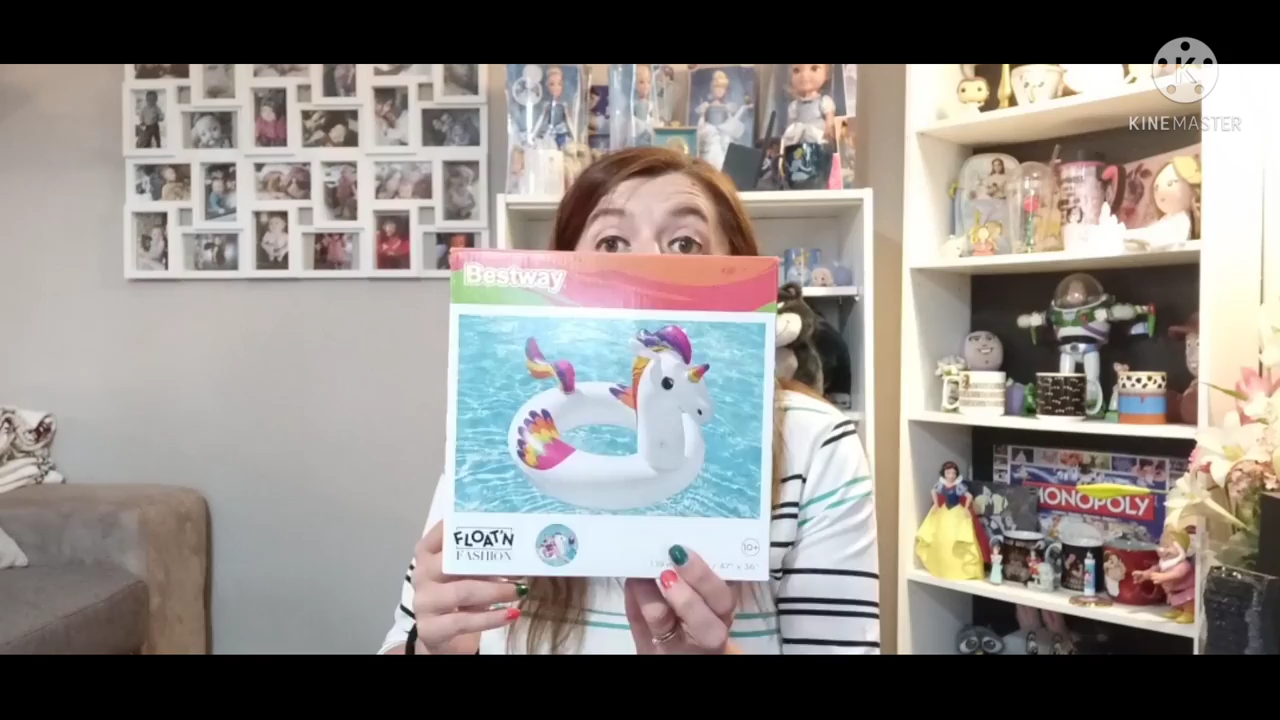 KINEMASTER
Bestway
MONOPOLY
FLOAT'N
FASHION
10+